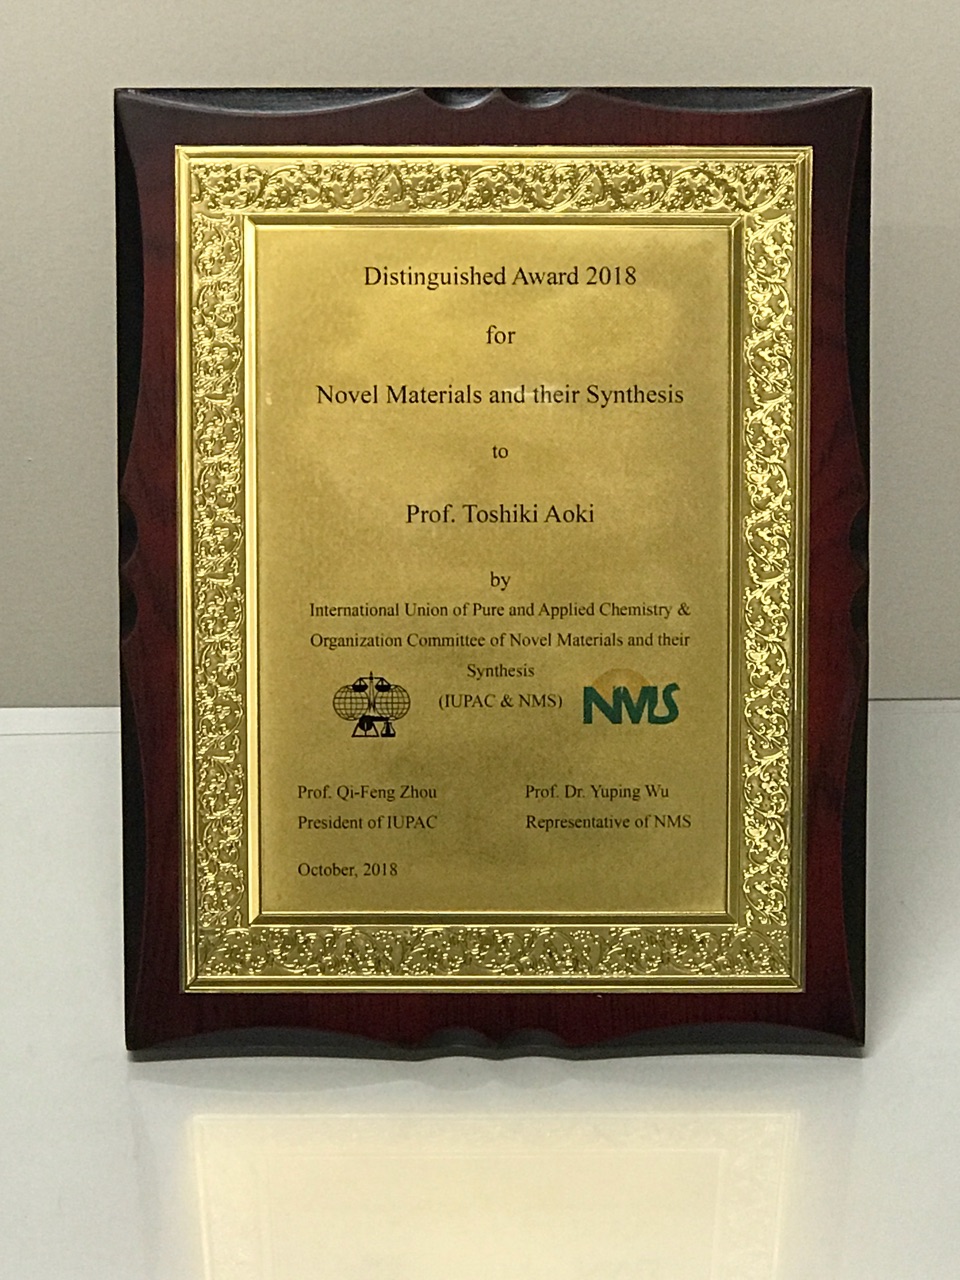 Distinguished Award 2018
for
Novel Materials and their Synthesis
to
Prof. Toshiki Aoki
by
International Union of Pure and Applied Chemistry &
Organization Committee of Novel Materials and their
Synthesis
(IUPAC & NMS)
NMS
Prof. Qi-Feng Zhou
Prof. Dr. Yuping Wu
President of IUPAC
Representative of NMS
October, 2018